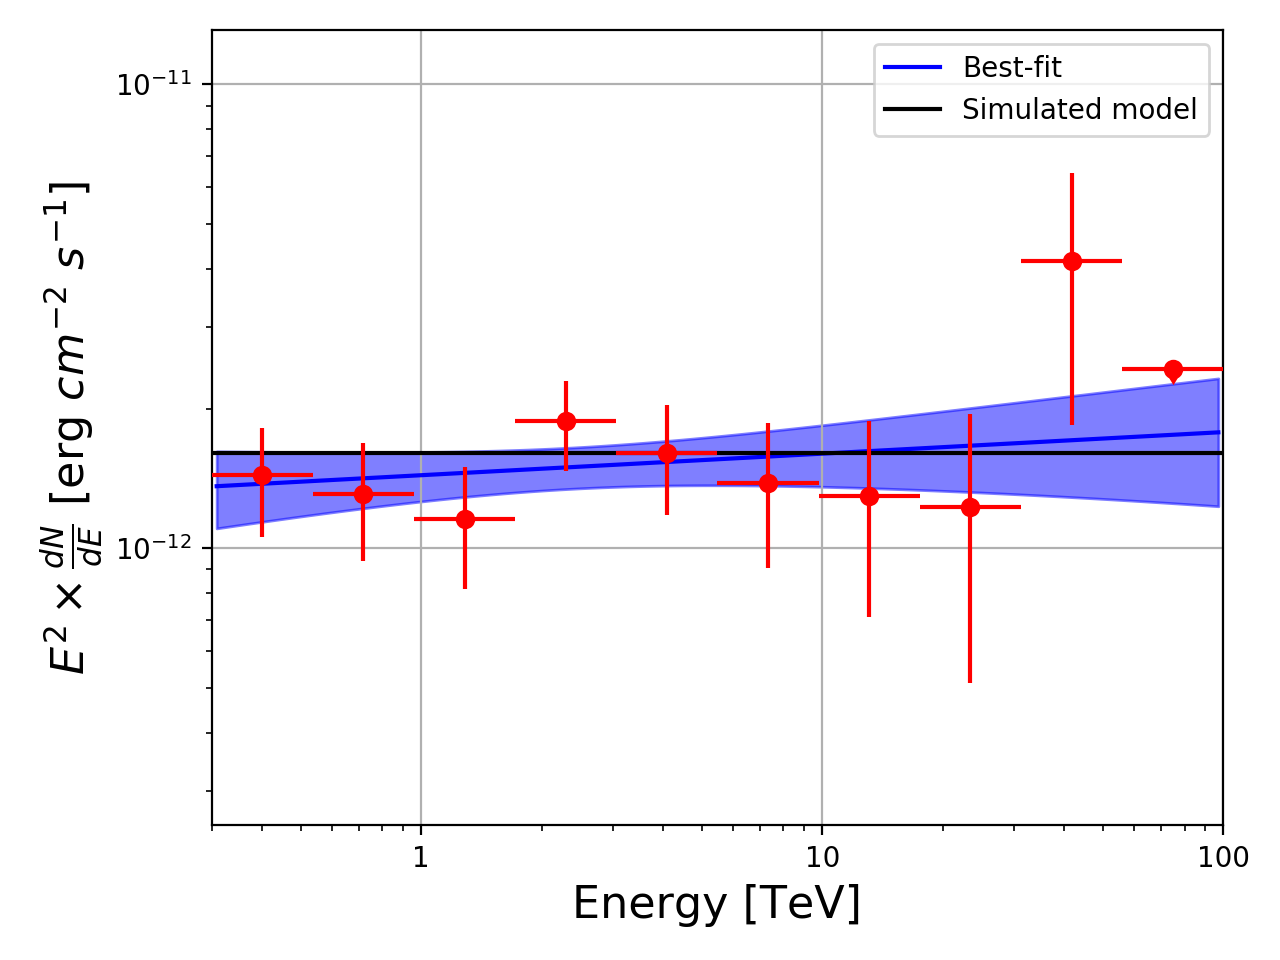 Best-fit
Simulated model
10⁻¹¹
10⁻¹²
E² × dN/dE [erg cm⁻² s⁻¹]
1 10 100
Energy [TeV]